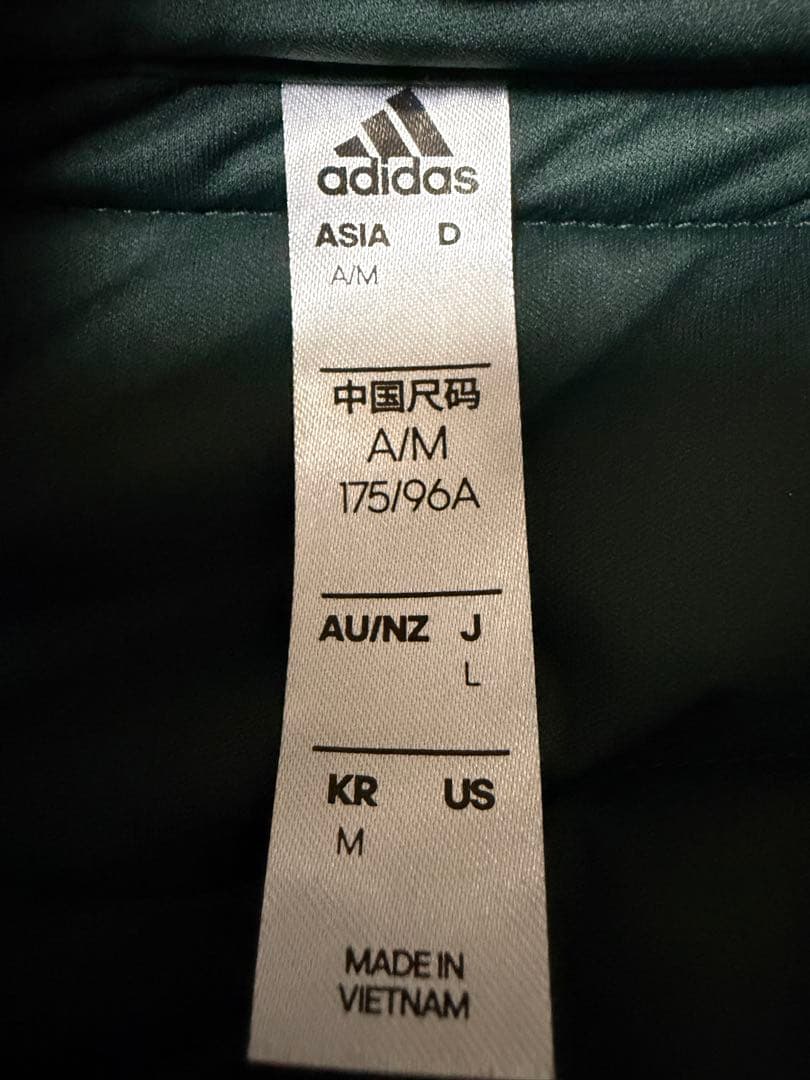 adidas
ASIA D
A/M
中国尺码
A/M
175/96A
AU/NZ J
L
KR US
M
MADE IN
VIETNAM